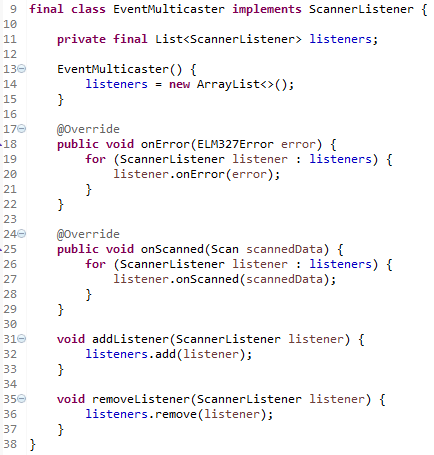 9 final class EventMulticaster implements ScannerListener {
10
11     private final List<ScannerListener> listeners;
12
13     EventMulticaster() {
14         listeners = new ArrayList<>();
15     }
16
17     @Override
18     public void onError(ELM327Error error) {
19         for (ScannerListener listener : listeners) {
20             listener.onError(error);
21         }
22     }
23
24     @Override
25     public void onScanned(Scan scannedData) {
26         for (ScannerListener listener : listeners) {
27             listener.onScanned(scannedData);
28         }
29     }
30
31     void addListener(ScannerListener listener) {
32         listeners.add(listener);
33     }
34
35     void removeListener(ScannerListener listener) {
36         listeners.remove(listener);
37     }
38 }